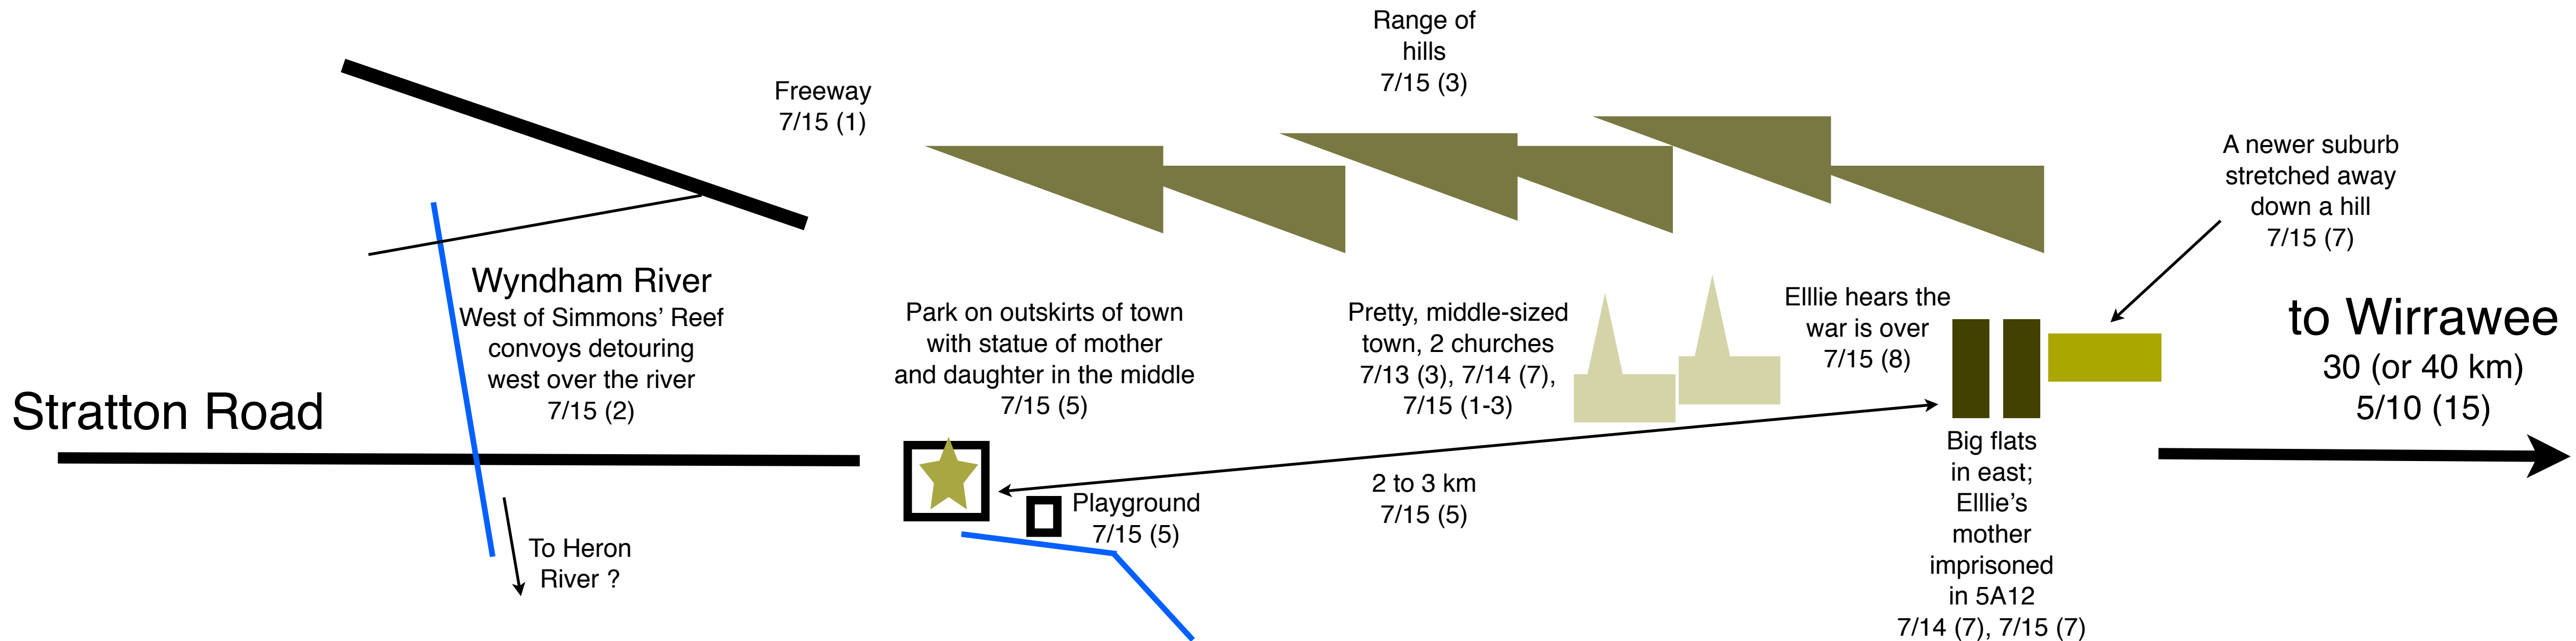 Range of
hills
7/15 (3)
Freeway
7/15 (1)
A newer suburb
stretched away
down a hill
7/15 (7)
Wyndham River
West of Simmons’ Reef
convoys detouring
west over the river
7/15 (2)
Park on outskirts of town
with statue of mother
and daughter in the middle
7/15 (5)
Pretty, middle-sized
town, 2 churches
7/13 (3), 7/14 (7),
7/15 (1-3)
Elllie hears the
war is over
7/15 (8)
to Wirrawee
30 (or 40 km)
5/10 (15)
Stratton Road
Big flats
in east;
Elllie’s
mother
imprisoned
in 5A12
7/14 (7), 7/15 (7)
2 to 3 km
7/15 (5)
Playground
7/15 (5)
To Heron
River ?